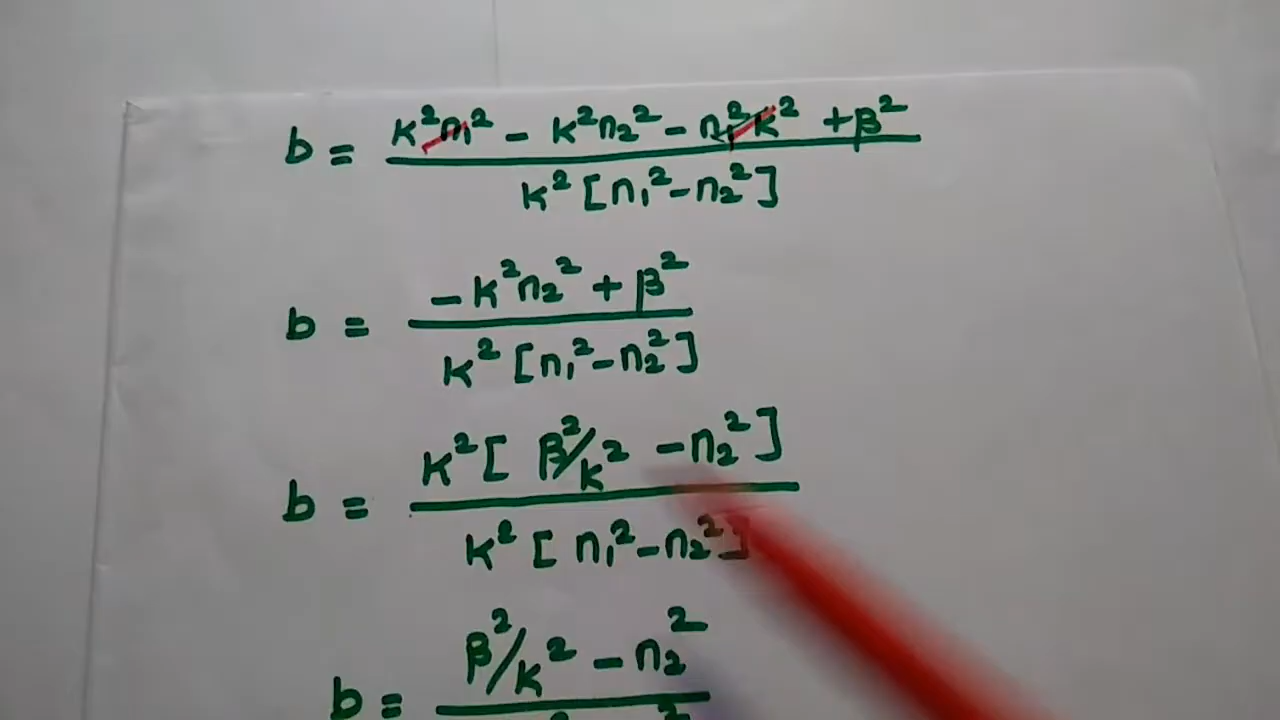 b = K²n₁² - K²n₂² - n₁²K² + β² / K² [n₁² - n₂²]
b = -K²n₂² + β² / K² [n₁² - n₂²]
b = K² [β²/K² - n₂²] / K² [n₁² - n₂²]
b = β²/K² - n₂²